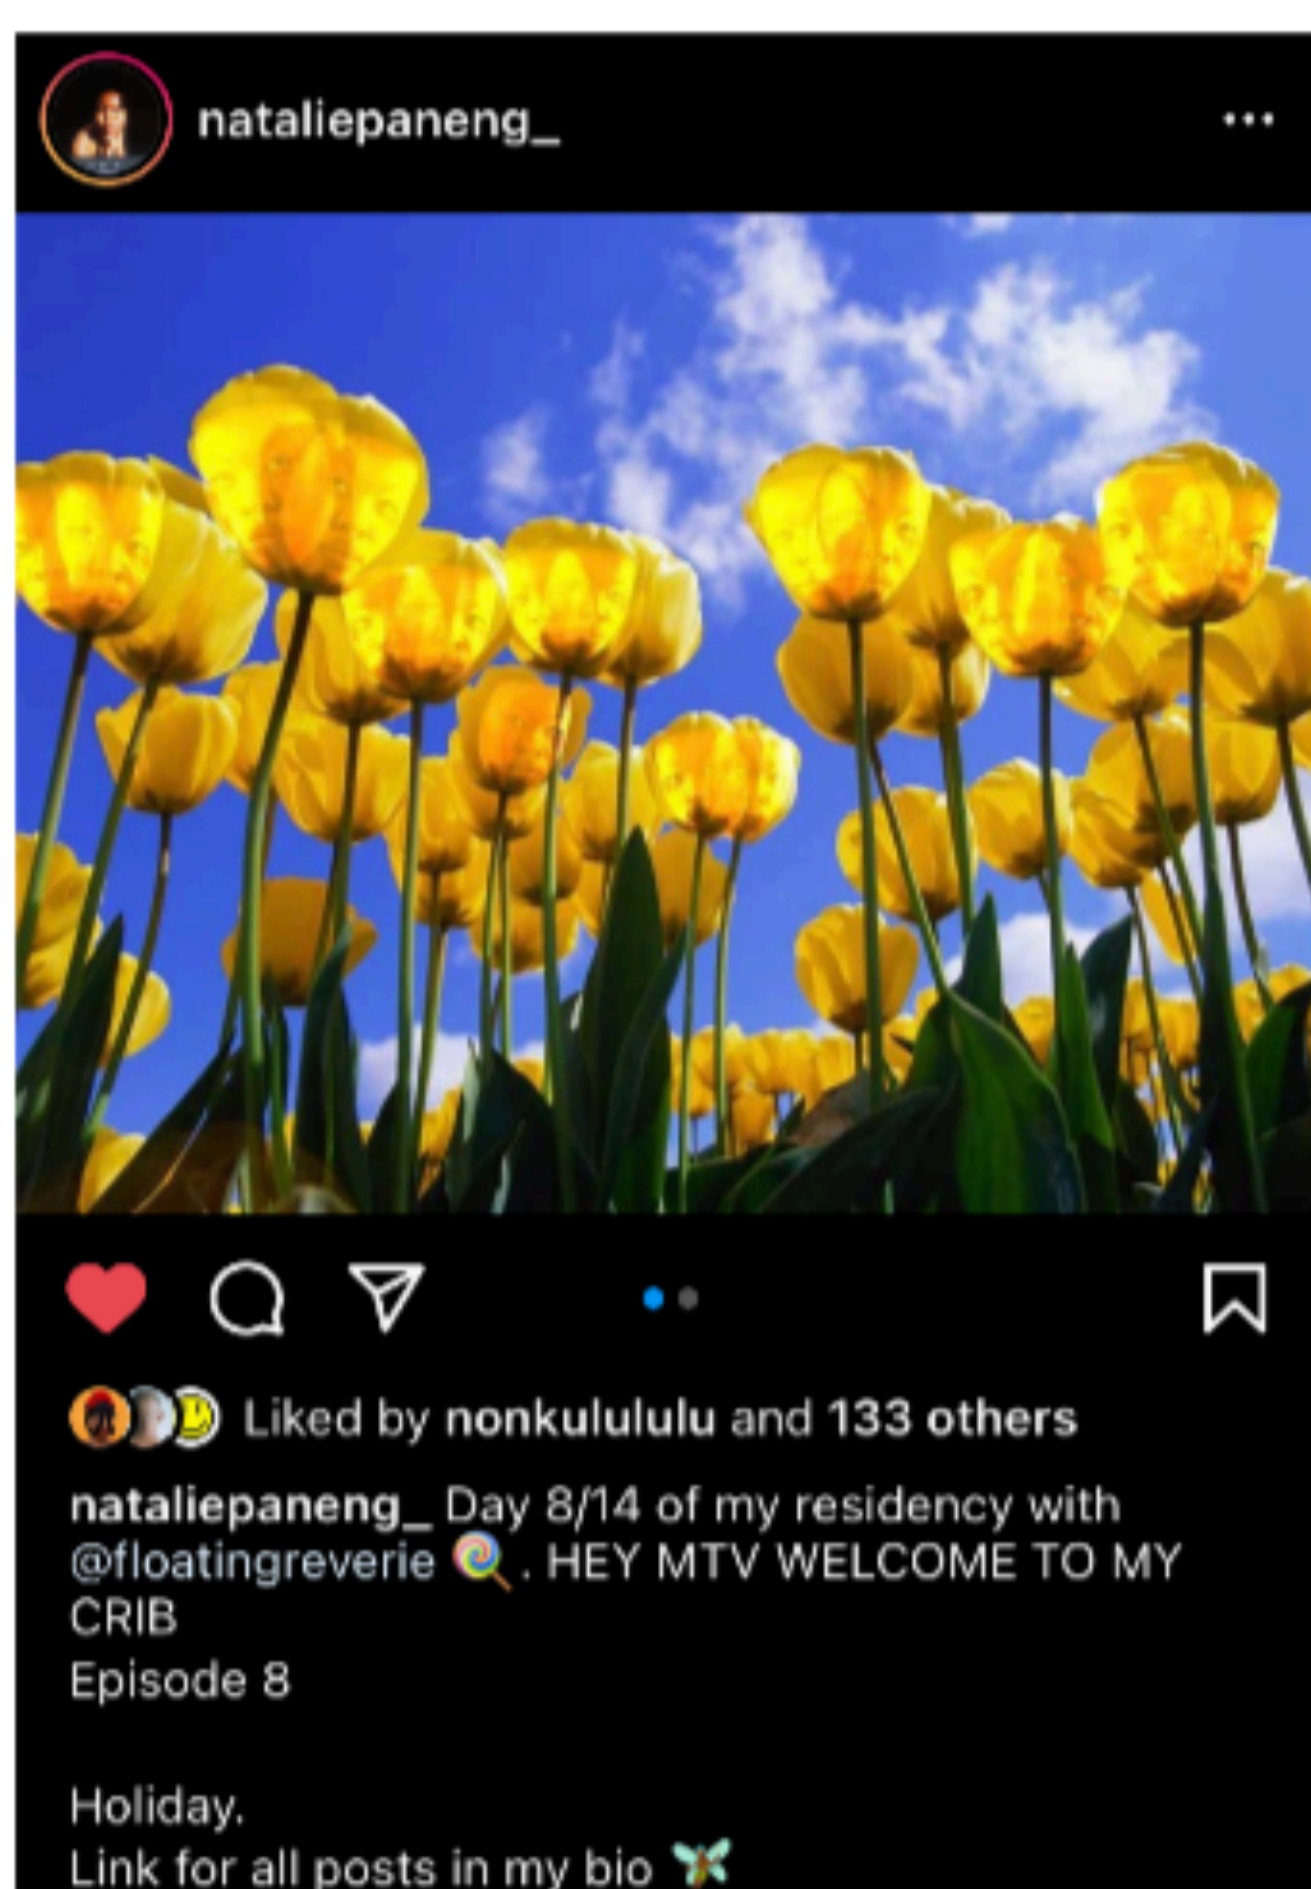 nataliepaneng_
Liked by nonkulululu and 133 others
nataliepaneng_ Day 8/14 of my residency with
@floatingreverie 🍭. HEY MTV WELCOME TO MY
CRIB
Episode 8
Holiday.
Link for all posts in my bio 🧚